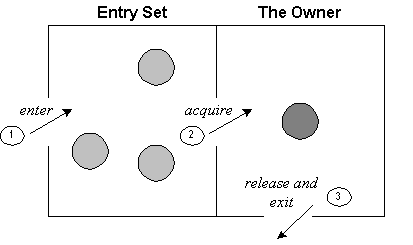 Entry Set
The Owner
enter
1
acquire
2
release and
exit
3